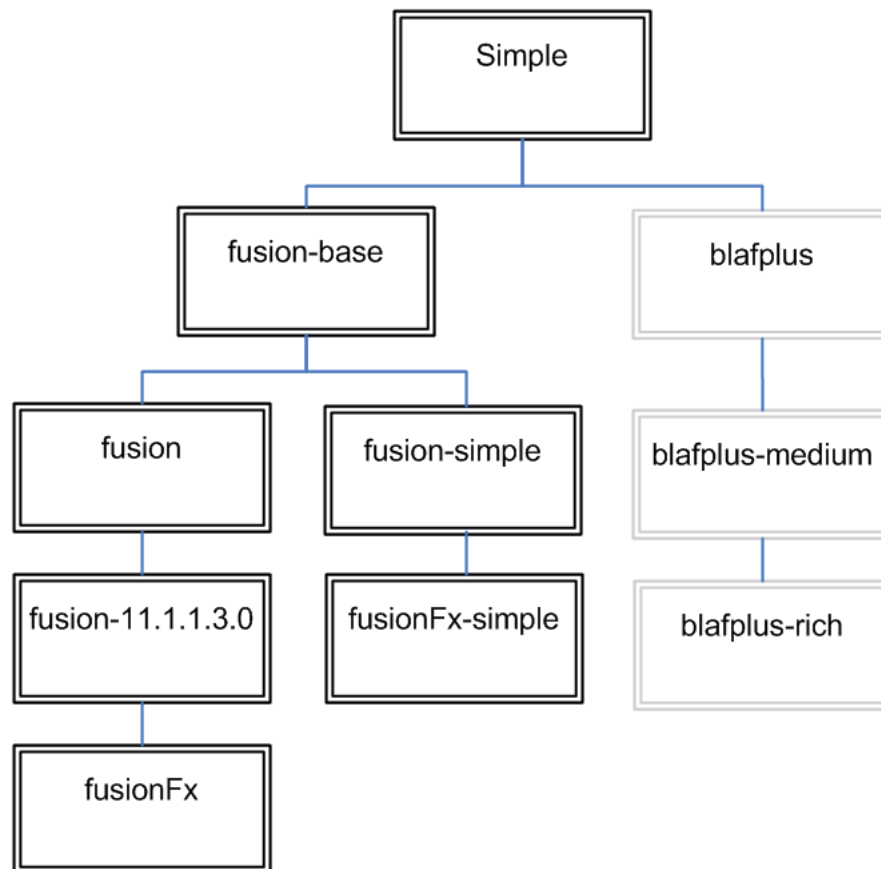 Simple
fusion-base
blafplus
fusion
fusion-simple
blafplus-medium
fusion-11.1.1.3.0
fusionFx-simple
blafplus-rich
fusionFx